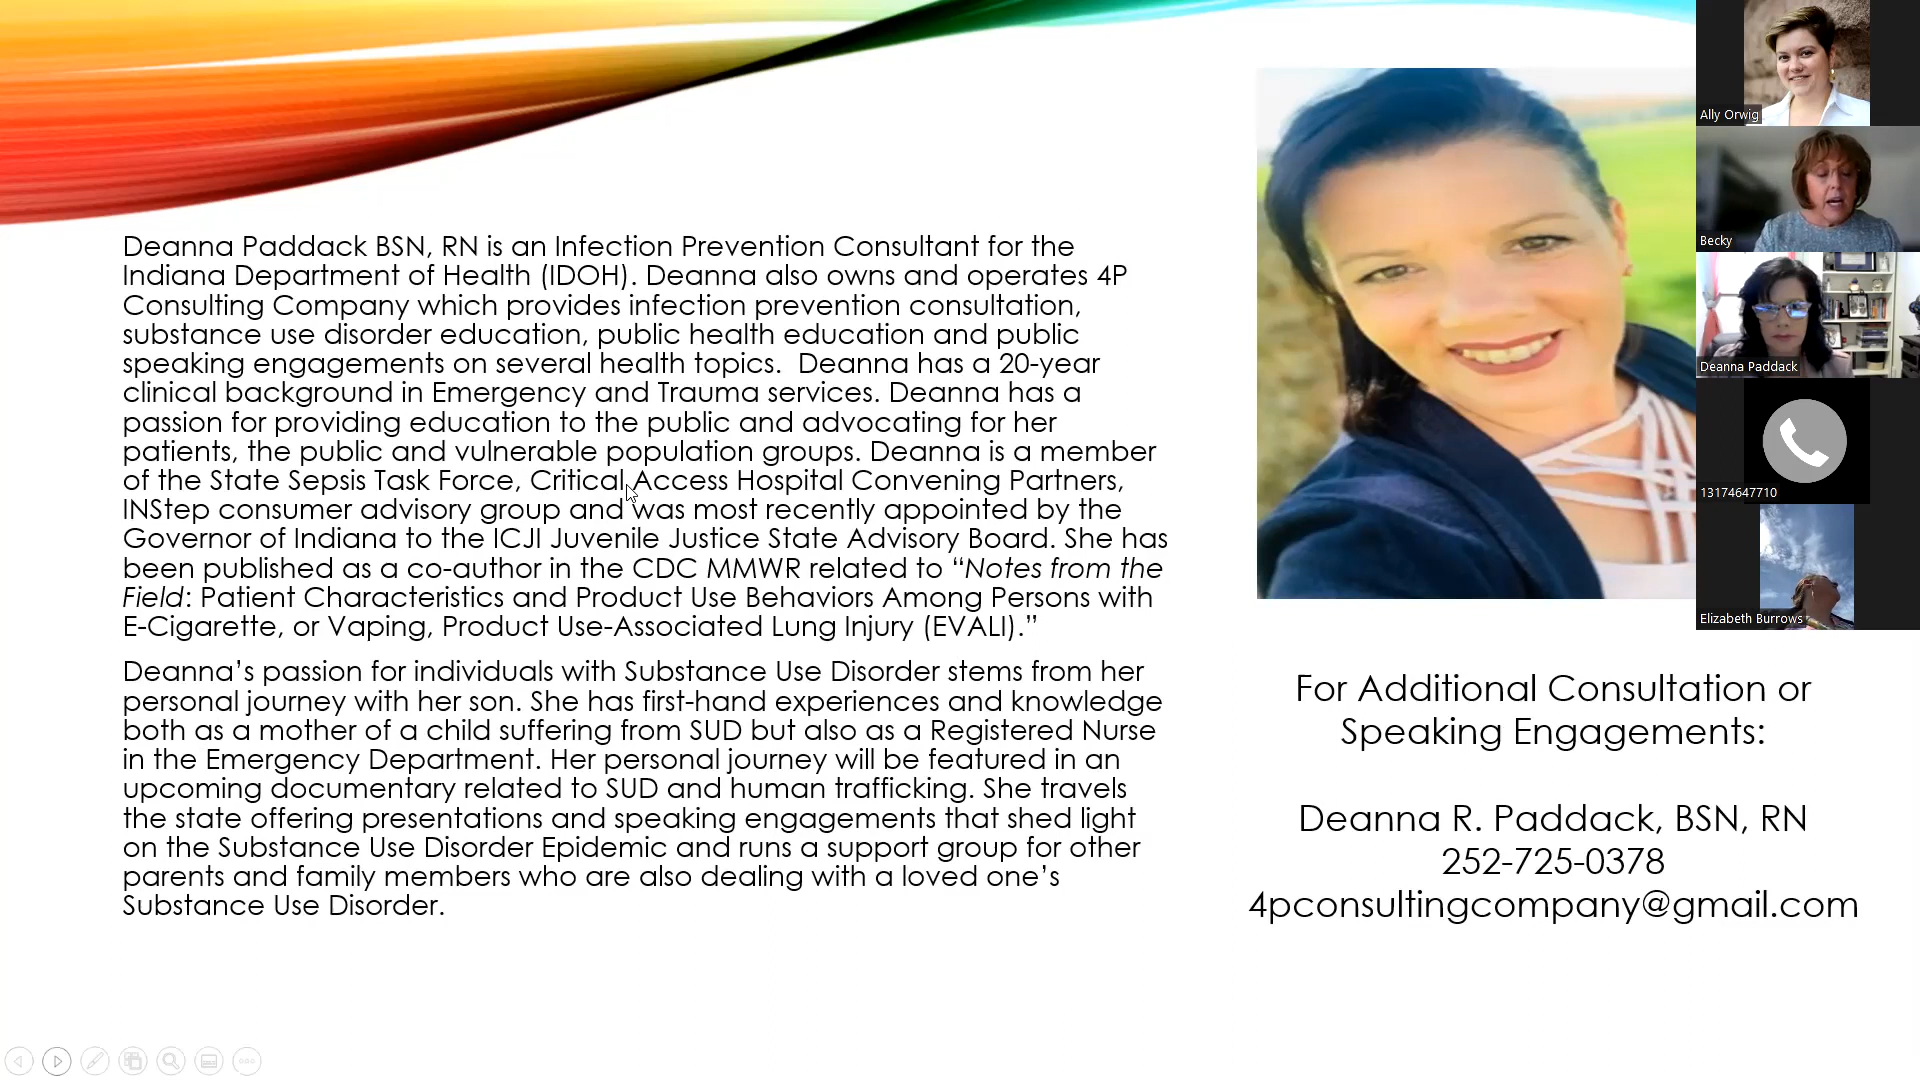 Deanna Paddack BSN, RN is an Infection Prevention Consultant for the
Indiana Department of Health (IDOH). Deanna also owns and operates 4P
Consulting Company which provides infection prevention consultation,
substance use disorder education, public health education and public
speaking engagements on several health topics.  Deanna has a 20-year
clinical background in Emergency and Trauma services. Deanna has a
passion for providing education to the public and advocating for her
patients, the public and vulnerable population groups. Deanna is a member
of the State Sepsis Task Force, Critical Access Hospital Convening Partners,
INStep consumer advisory group and was most recently appointed by the
Governor of Indiana to the ICJI Juvenile Justice State Advisory Board. She has
been published as a co-author in the CDC MMWR related to “Notes from the
Field: Patient Characteristics and Product Use Behaviors Among Persons with
E-Cigarette, or Vaping, Product Use-Associated Lung Injury (EVALI).”
Deanna’s passion for individuals with Substance Use Disorder stems from her
personal journey with her son. She has first-hand experiences and knowledge
both as a mother of a child suffering from SUD but also as a Registered Nurse
in the Emergency Department. Her personal journey will be featured in an
upcoming documentary related to SUD and human trafficking. She travels
the state offering presentations and speaking engagements that shed light
on the Substance Use Disorder Epidemic and runs a support group for other
parents and family members who are also dealing with a loved one’s
Substance Use Disorder.
For Additional Consultation or
Speaking Engagements:
Deanna R. Paddack, BSN, RN
252-725-0378
4pconsultingcompany@gmail.com
Ally Orwig
Becky
Deanna Paddack
13174647710
Elizabeth Burrows